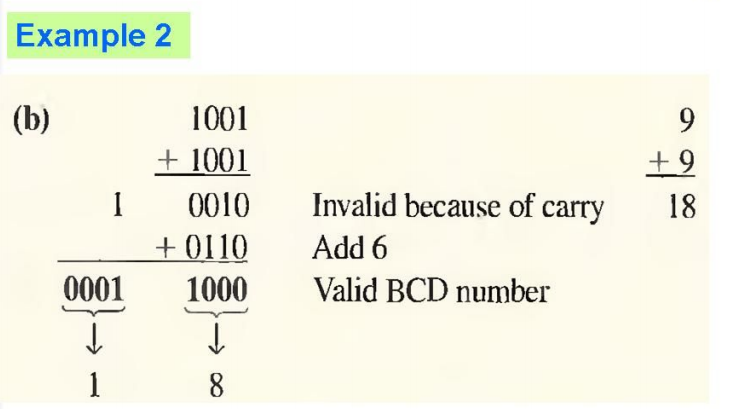 Example 2
(b) 1001 9
+ 1001 + 9
1 0010 Invalid because of carry 18
+ 0110 Add 6
0001 1000 Valid BCD number
↓ ↓
1 8